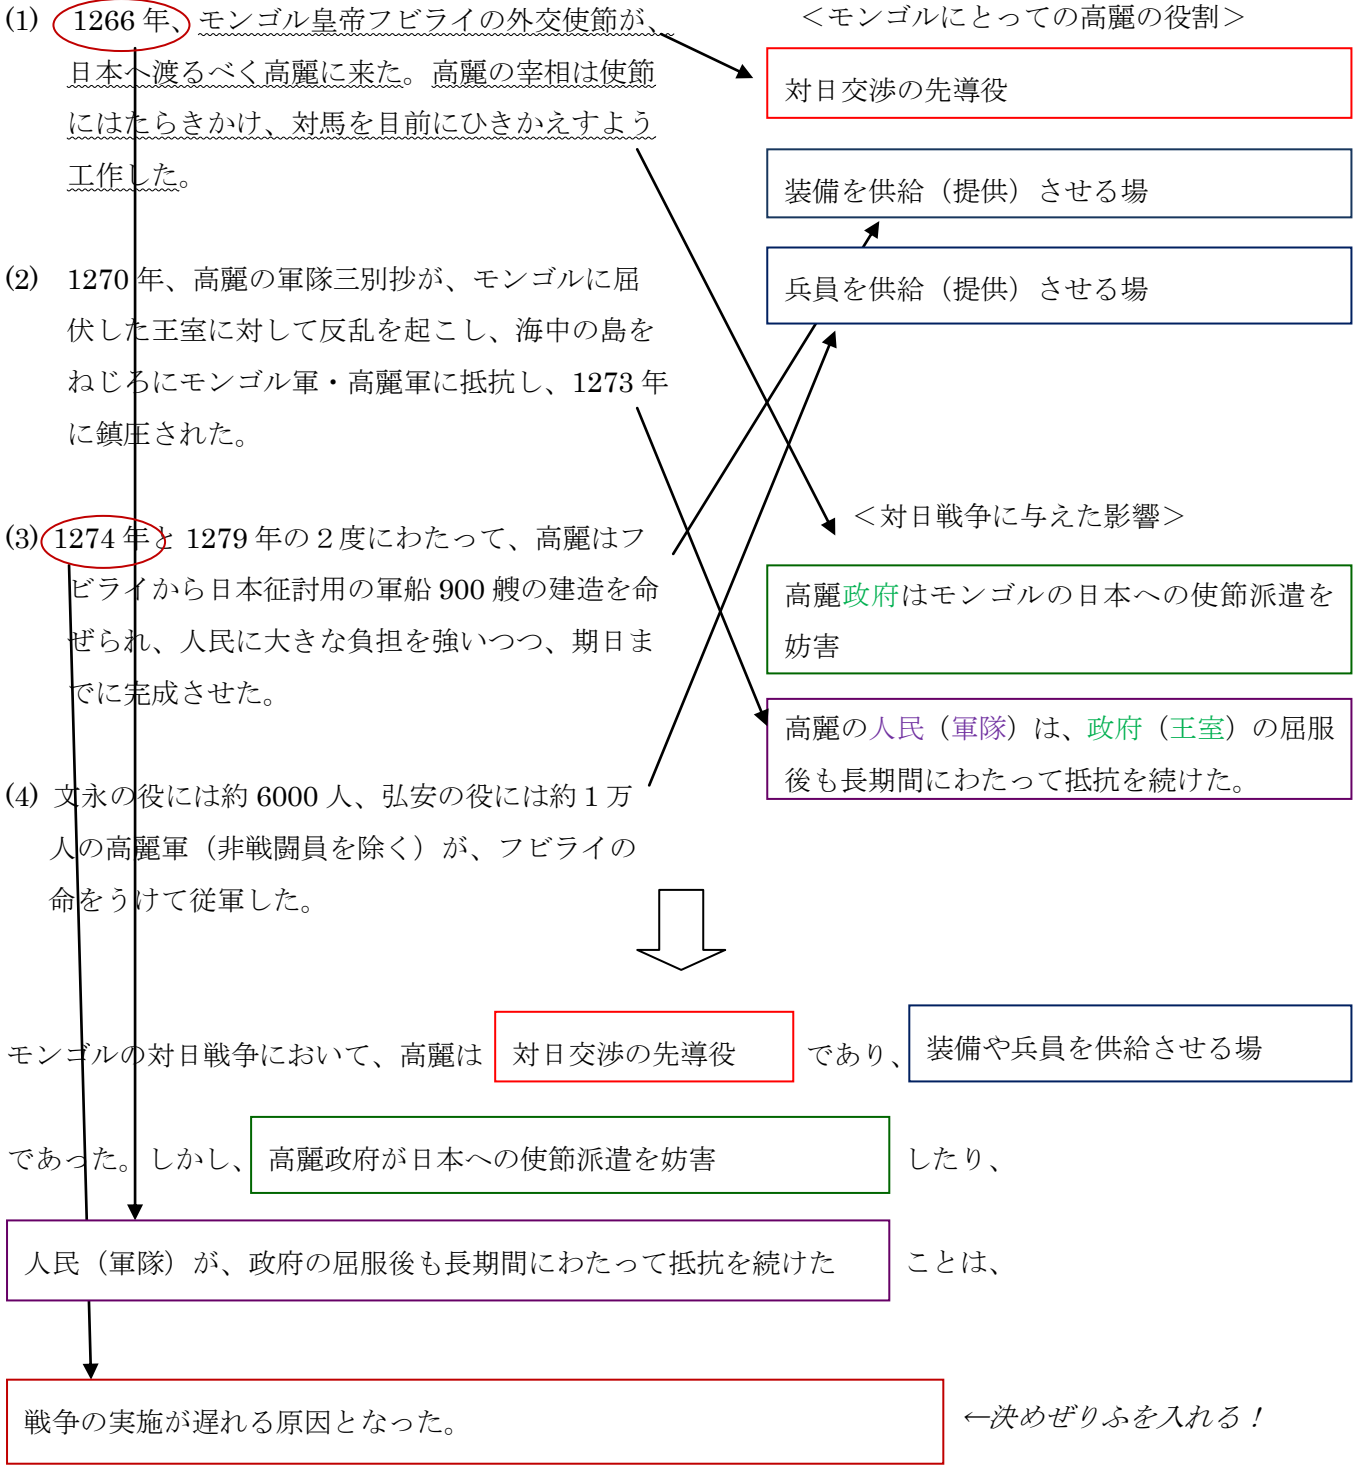 (1) 1266年、モンゴル皇帝フビライの外交使節が、
日本へ渡るべく高麗に来た。高麗の宰相は使節
にはたらきかけ、対馬を目前にひきかえすよう
工作した。
(2) 1270年、高麗の軍隊三別抄が、モンゴルに屈
伏した王室に対して反乱を起こし、海中の島を
ねじろにモンゴル軍・高麗軍に抵抗し、1273年
に鎮圧された。
(3) 1274年と1279年の２度にわたって、高麗はフ
ビライから日本征討用の軍船900艘の建造を命
ぜられ、人民に大きな負担を強いつつ、期日ま
でに完成させた。
(4) 文永の役には約6000人、弘安の役には約１万
人の高麗軍（非戦闘員を除く）が、フビライの
命をうけて従軍した。
＜モンゴルにとっての高麗の役割＞
対日交渉の先導役
装備を供給（提供）させる場
兵員を供給（提供）させる場
＜対日戦争に与えた影響＞
高麗政府はモンゴルの日本への使節派遣を
妨害
高麗の人民（軍隊）は、政府（王室）の屈服
後も長期間にわたって抵抗を続けた。
モンゴルの対日戦争において、高麗は 対日交渉の先導役 であり、装備や兵員を供給させる場
であった。しかし、高麗政府が日本への使節派遣を妨害 したり、
人民（軍隊）が、政府の屈服後も長期間にわたって抵抗を続けた ことは、
戦争の実施が遅れる原因となった。 ←決めぜりふを入れる！